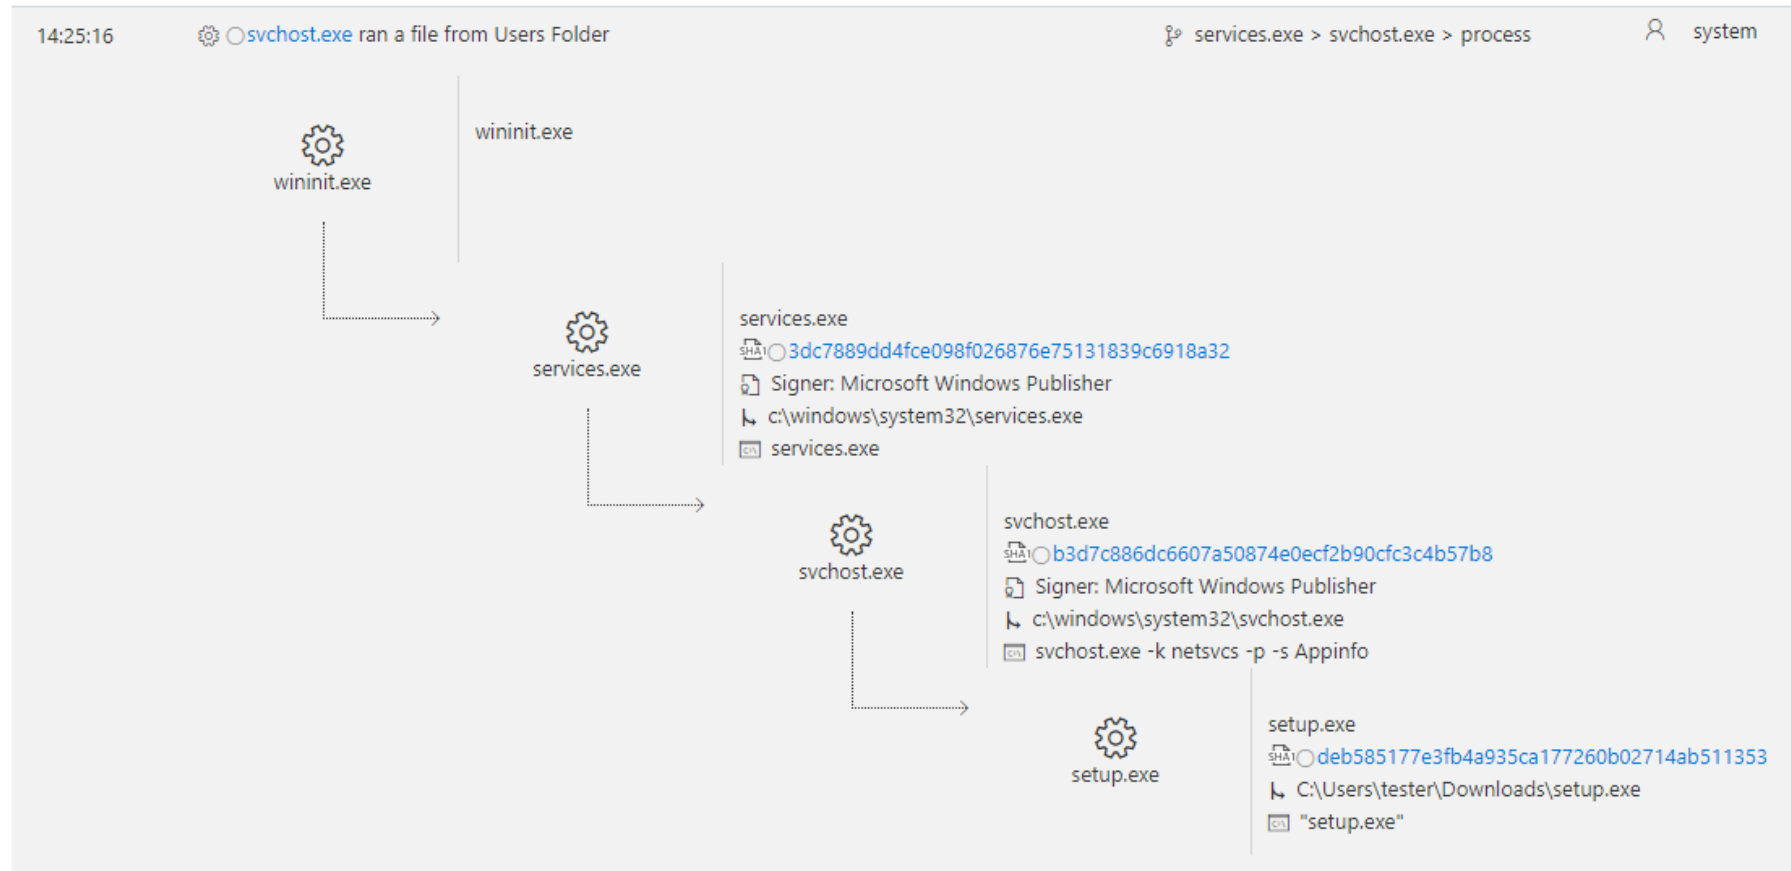 14:25:16 svchost.exe ran a file from Users Folder services.exe > svchost.exe > process system
wininit.exe
wininit.exe
services.exe
SHA1 3dc7889dd4fce098f026876e75131839c6918a32
services.exe
Signer: Microsoft Windows Publisher
c:\windows\system32\services.exe
services.exe
svchost.exe
SHA1 b3d7c886dc6607a50874e0ecf2b90cfc3c4b57b8
svchost.exe
Signer: Microsoft Windows Publisher
c:\windows\system32\svchost.exe
svchost.exe -k netsvcs -p -s Appinfo
setup.exe
SHA1 deb585177e3fb4a935ca177260b02714ab511353
setup.exe
C:\Users\tester\Downloads\setup.exe
"setup.exe"